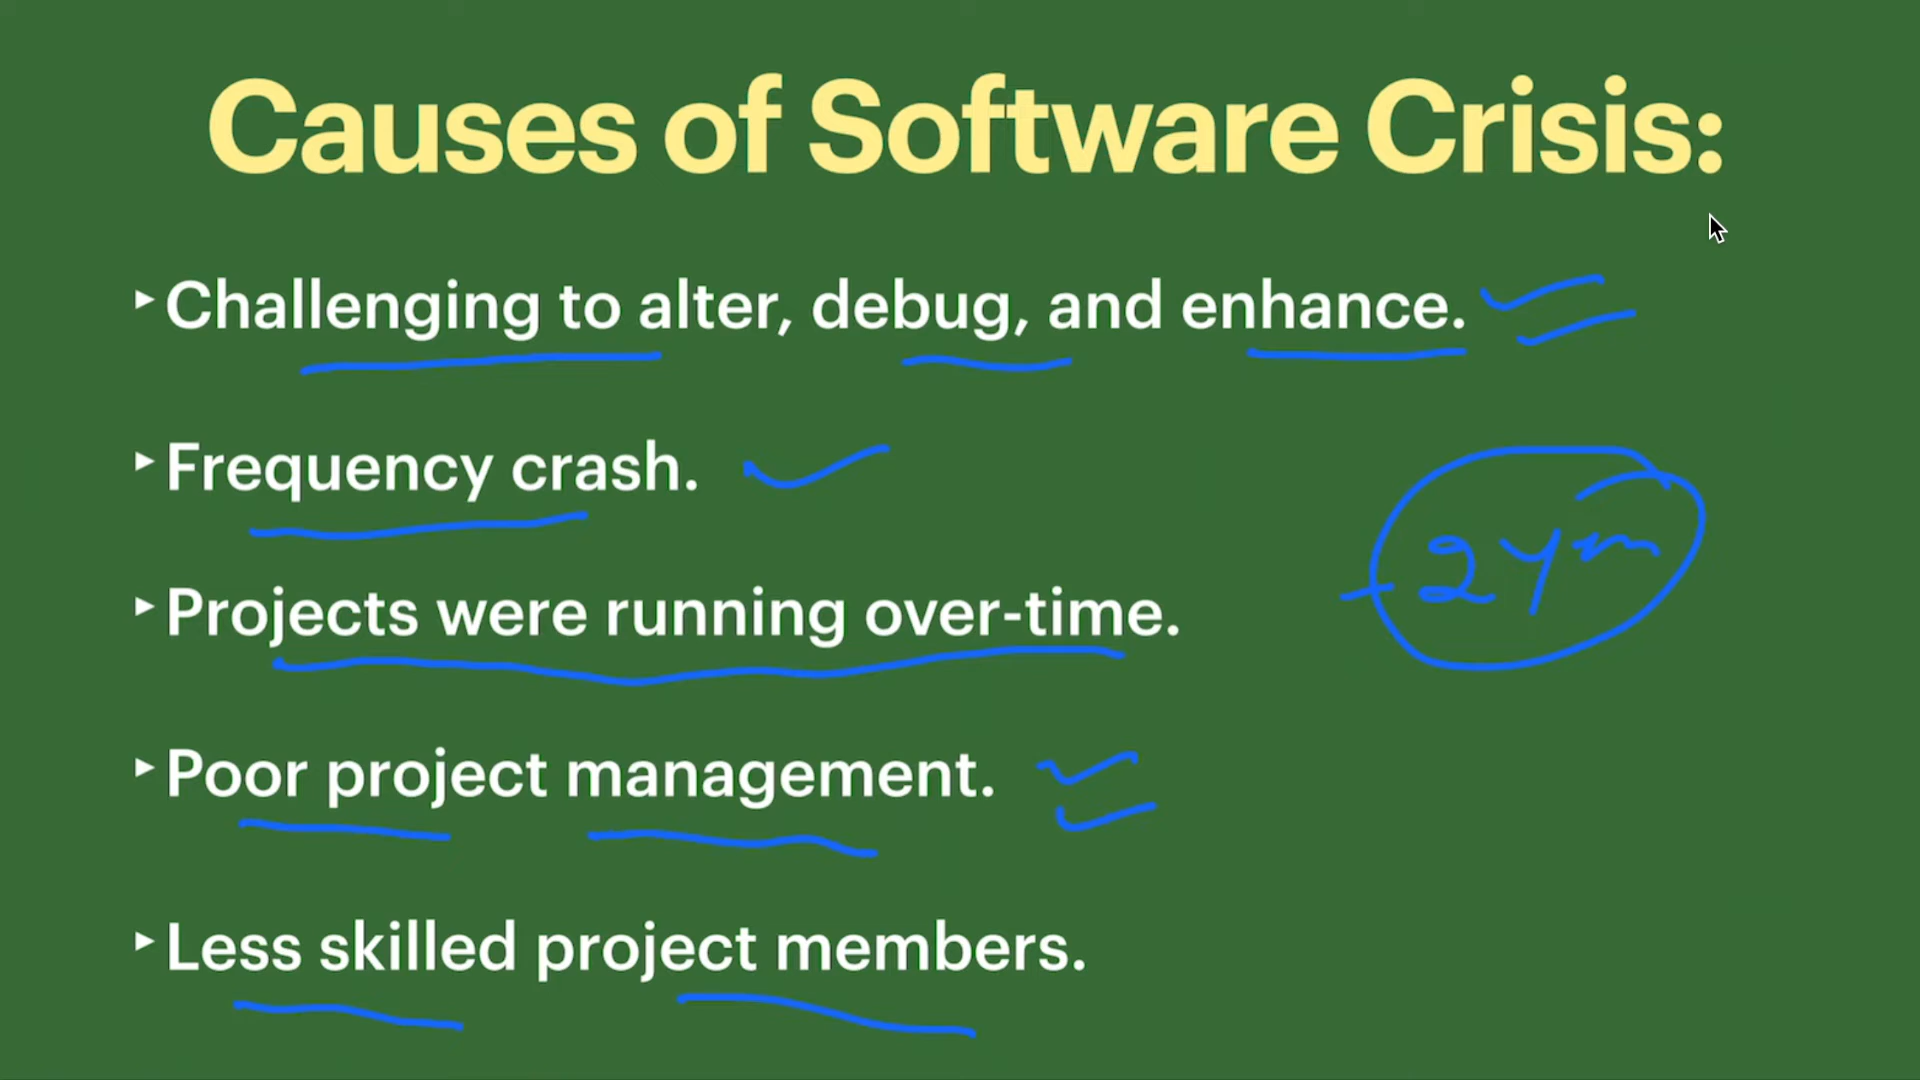 Causes of Software Crisis:
‣ Challenging to alter, debug, and enhance.
‣ Frequency crash.
‣ Projects were running over-time.
‣ Poor project management.
‣ Less skilled project members.